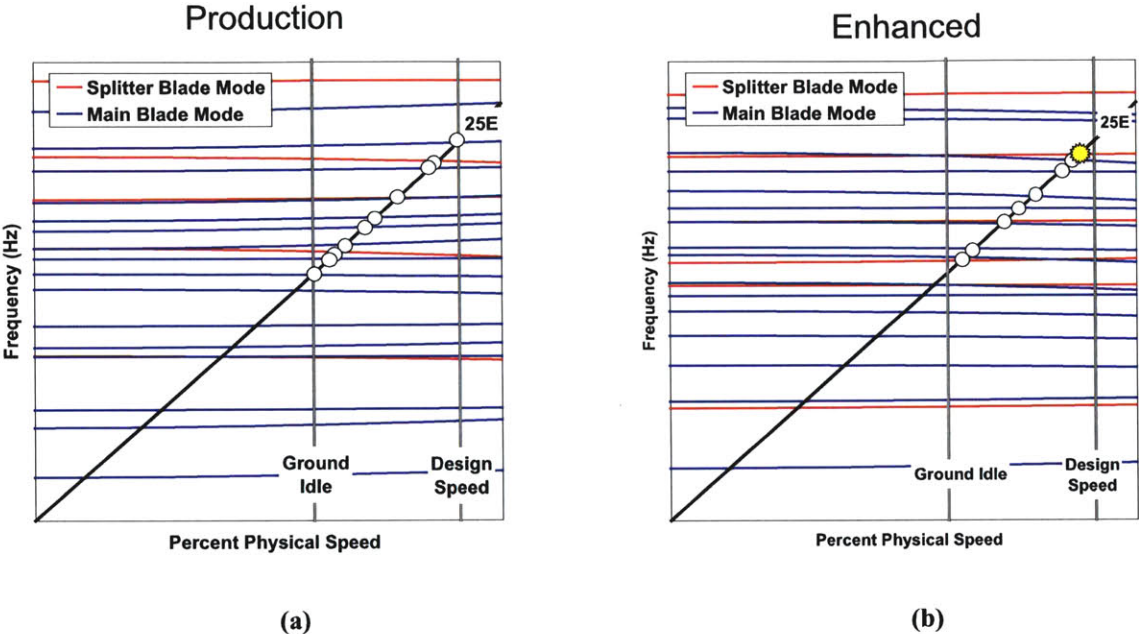 Production
Splitter Blade Mode
Main Blade Mode
25E
Frequency (Hz)
Ground
Idle
Design
Speed
Percent Physical Speed
(a)
Enhanced
Splitter Blade Mode
Main Blade Mode
25E
Frequency (Hz)
Ground Idle
Design
Speed
Percent Physical Speed
(b)